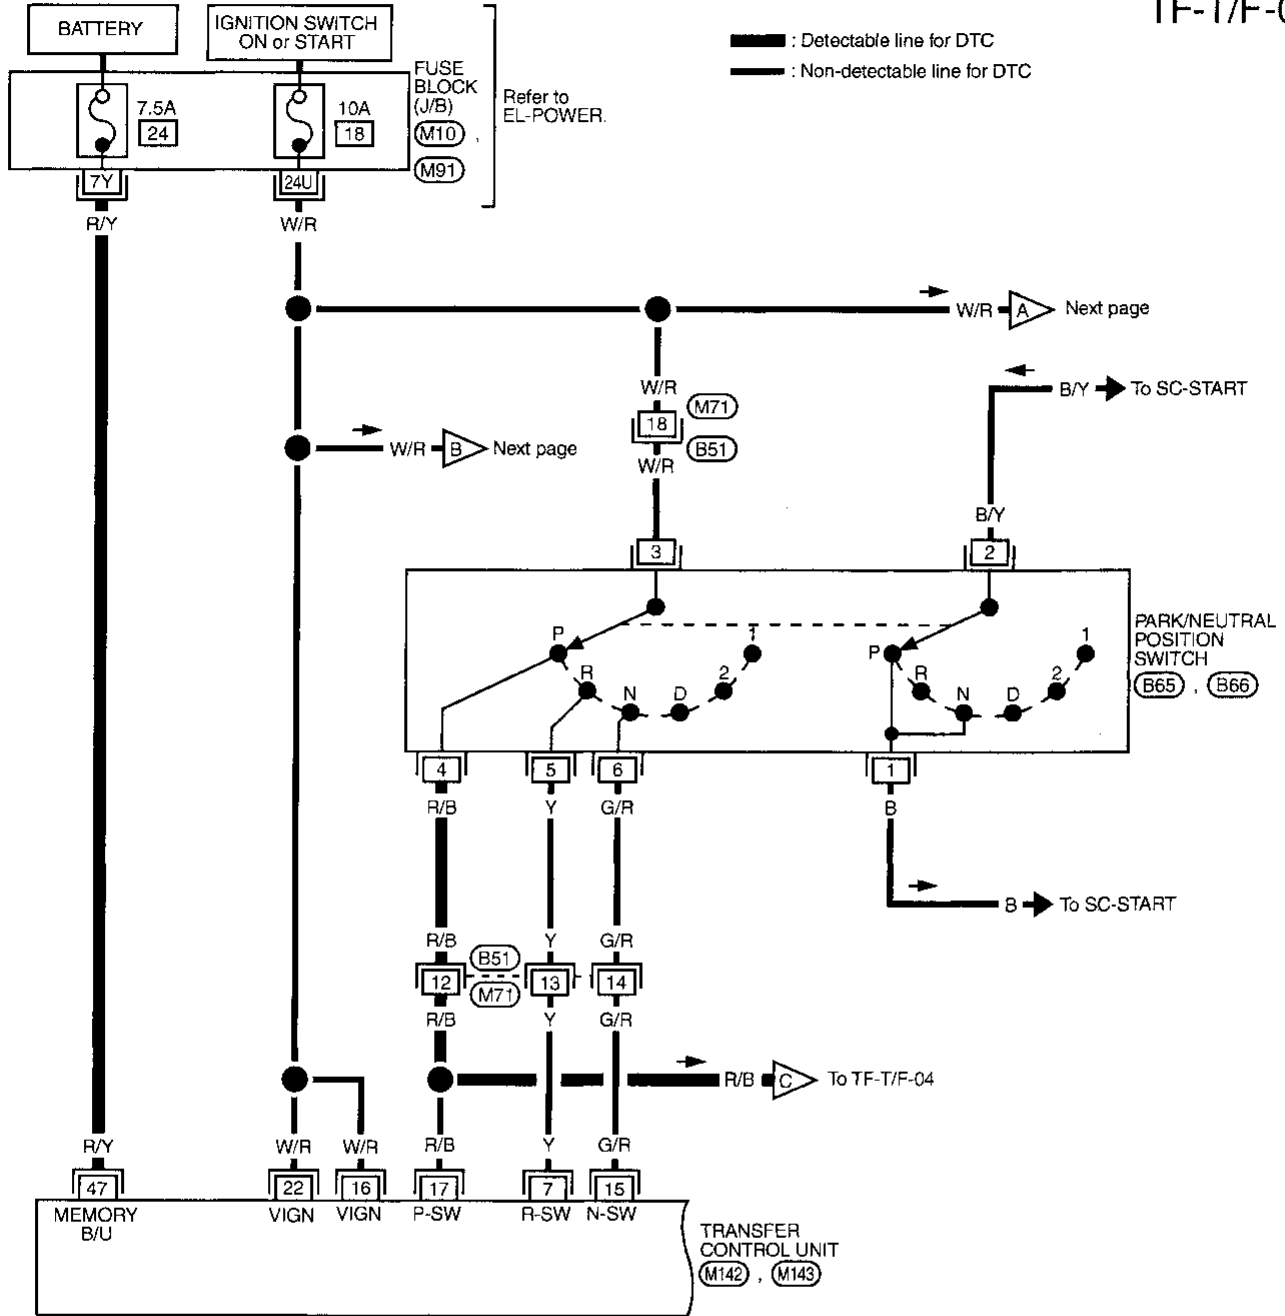 TF-T/F-0
BATTERY
IGNITION SWITCH
ON or START
: Detectable line for DTC
: Non-detectable line for DTC
FUSE
BLOCK
(J/B)
M10 ,
M91
Refer to
EL-POWER.
7.5A
24
10A
18
7Y
24U
R/Y
W/R
W/R
A
Next page
B/Y
To SC-START
W/R
M71
18
B51
W/R
W/R
B
Next page
B/Y
3
2
P
R
N
D
2
1
P
R
N
D
2
1
PARK/NEUTRAL
POSITION
SWITCH
B65 , B66
4
5
6
1
R/B
Y
G/R
B
B
To SC-START
R/B
Y
G/R
B51
12
13
14
M71
R/B
Y
G/R
R/B
C
To TF-T/F-04
R/Y
W/R
W/R
R/B
Y
G/R
47
22
16
17
7
15
MEMORY
B/U
VIGN
VIGN
P-SW
R-SW
N-SW
TRANSFER
CONTROL UNIT
M142 , M143